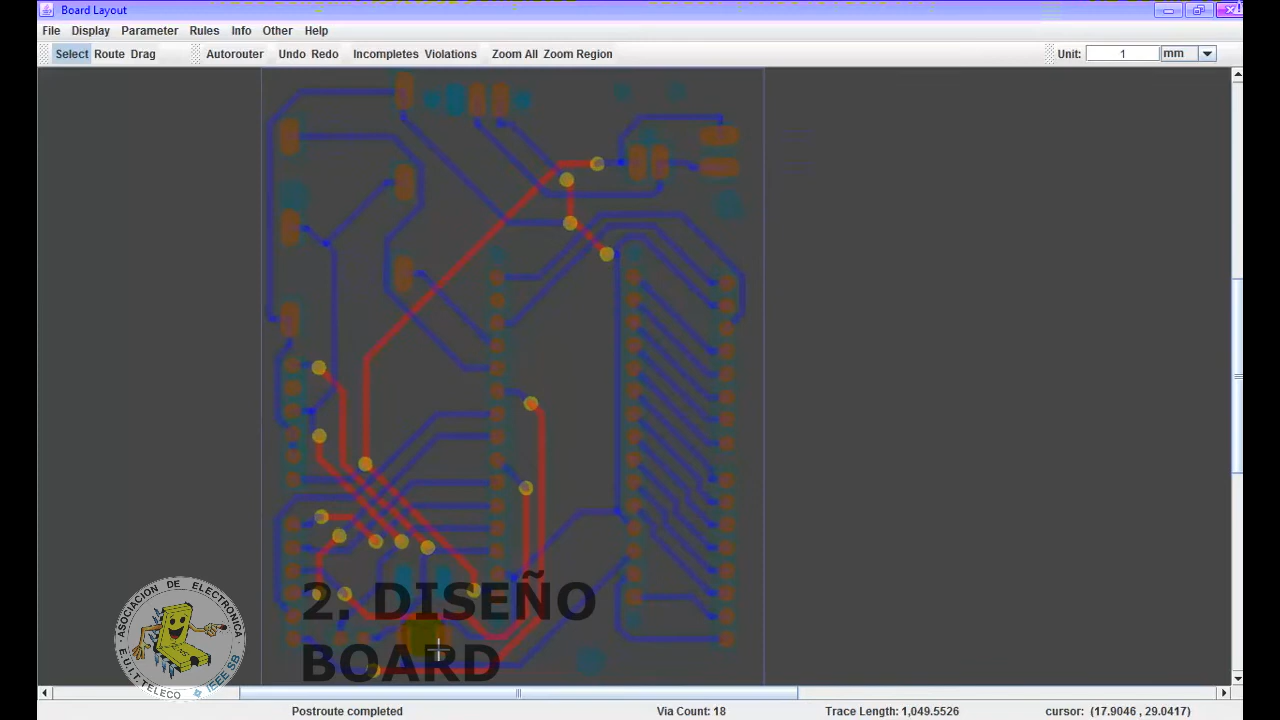 Board Layout
File Display Parameter Rules Info Other Help
Select Route Drag Autorouter Undo Redo Incompletes Violations Zoom All Zoom Region Unit: 1 mm
2. DISEÑO
BOARD
ASOCIACION DE ELECTRONICA
E.U.I.T. TELECO IEEE SB
Postroute completed Via Count: 18 Trace Length: 1,049.5526 cursor: (17.9046, 29.0417)